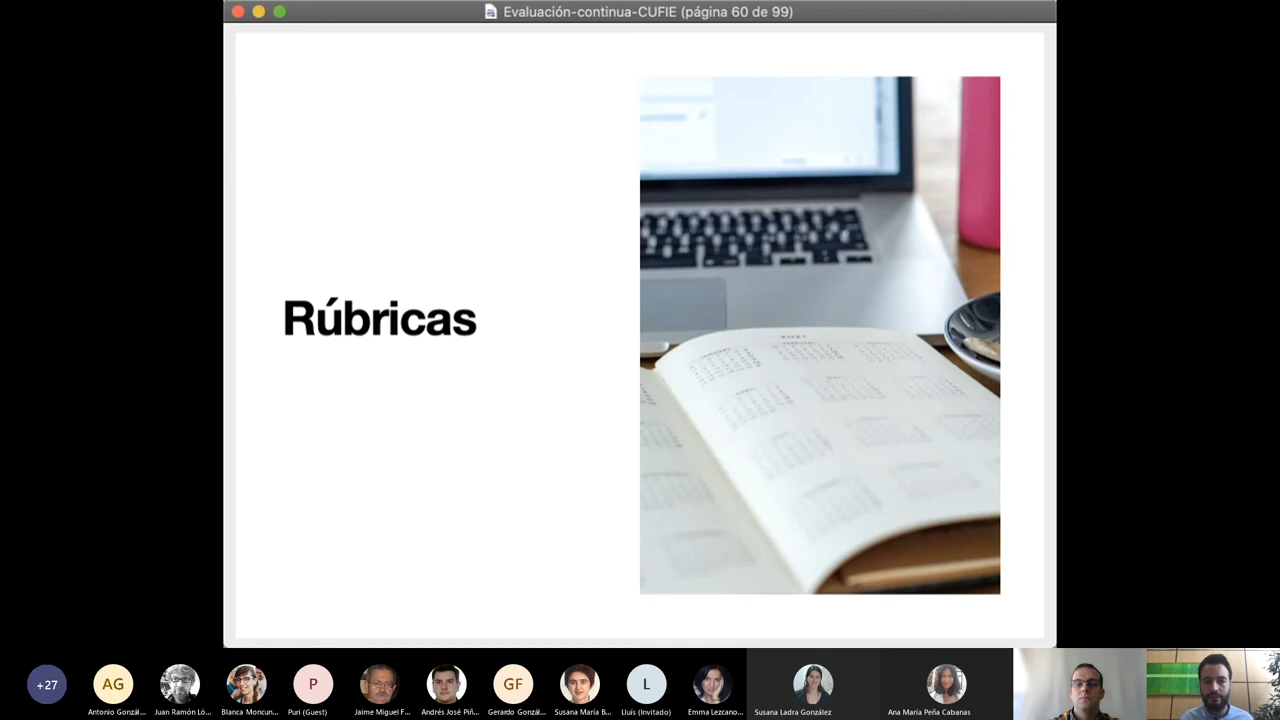 Evaluación-continua-CUFIE (página 60 de 99)
Rúbricas
2021
+27
AG
P
GF
L
Antonio Gonzál...
Juan Ramón Ló...
Blanca Moncun...
Puri (Guest)
Jaime Miguel F...
Andrés José Piñ...
Gerardo Gonzál...
Susana María B...
Lluís (Invitado)
Emma Lezcano...
Susana Ladra González
Ana María Peña Cabanas